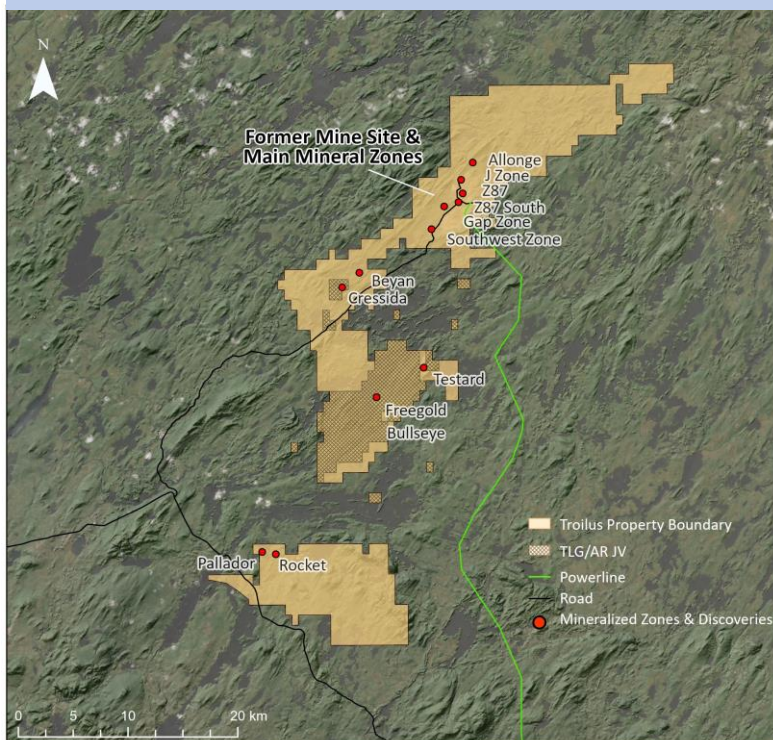 N
Former Mine Site &
Main Mineral Zones
Allonge
J Zone
Z87
Z87 South
Gap Zone
Southwest Zone
Beyan
Cressida
Testard
Freegold
Bullseye
Pallador
Rocket
Troilus Property Boundary
TLG/AR JV
Powerline
Road
Mineralized Zones & Discoveries
0 5 10 20 km